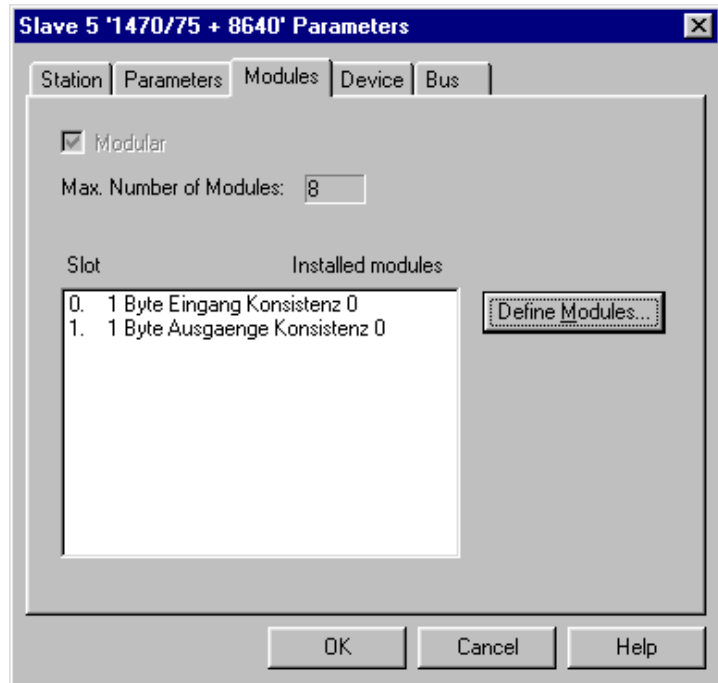 Slave 5 '1470/75 + 8640' Parameters
Station Parameters Modules Device Bus
Modular
Max. Number of Modules: 8
Slot Installed modules
0. 1 Byte Eingang Konsistenz 0
1. 1 Byte Ausgaenge Konsistenz 0
Define Modules...
OK Cancel Help